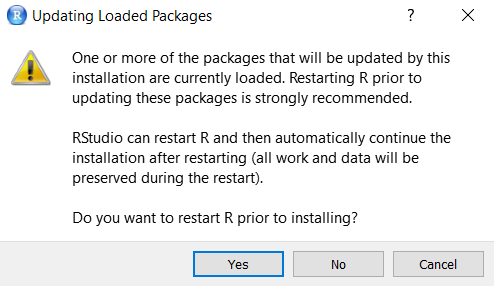 R Updating Loaded Packages ? ×
One or more of the packages that will be updated by this
installation are currently loaded. Restarting R prior to
updating these packages is strongly recommended.
RStudio can restart R and then automatically continue the
installation after restarting (all work and data will be
preserved during the restart).
Do you want to restart R prior to installing?
Yes No Cancel